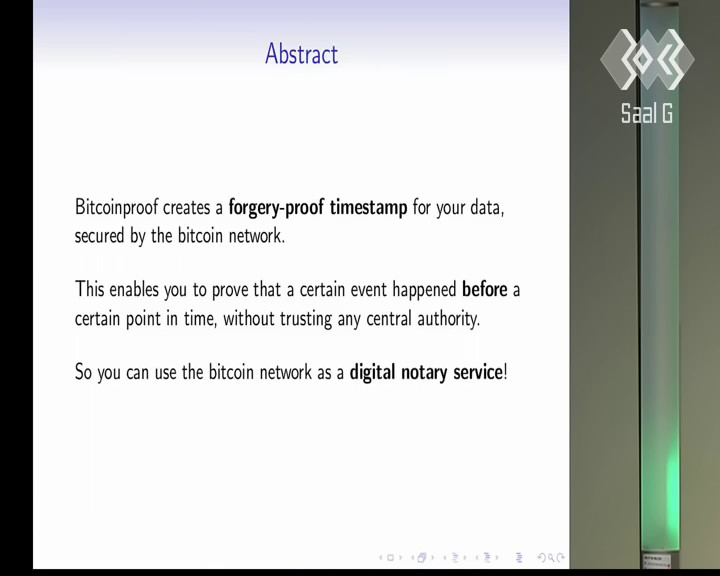 Abstract
Saal G
Bitcoinproof creates a forgery-proof timestamp for your data,
secured by the bitcoin network.
This enables you to prove that a certain event happened before a
certain point in time, without trusting any central authority.
So you can use the bitcoin network as a digital notary service!